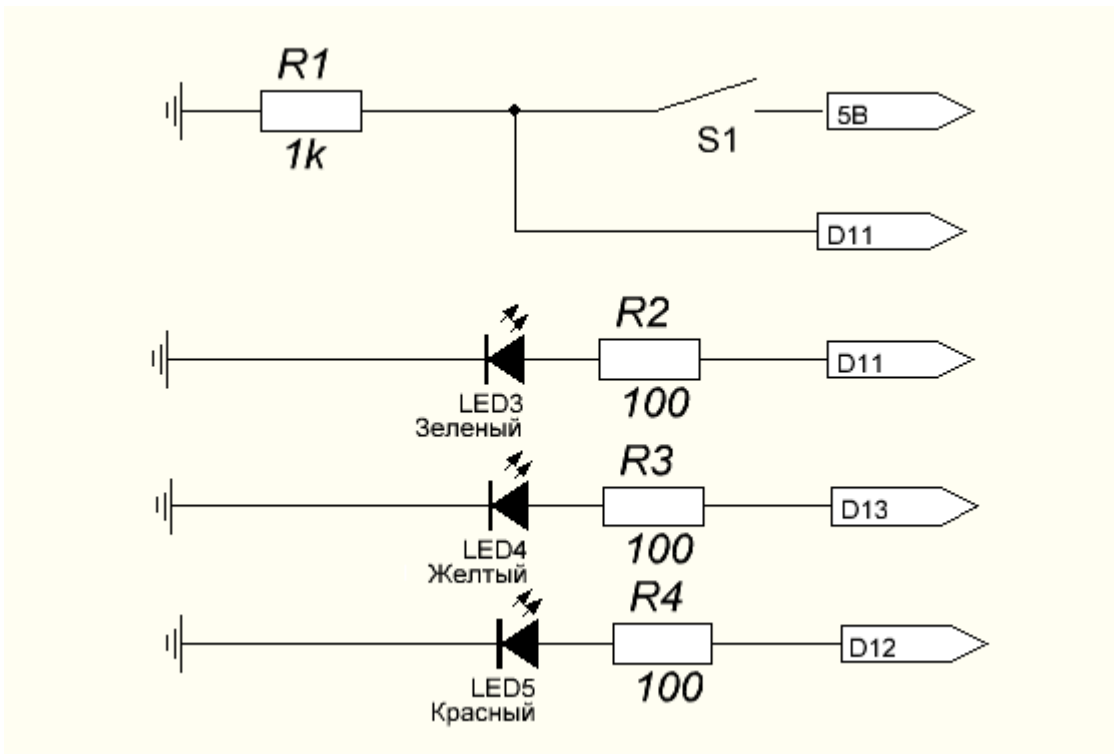 R1
1k
S1
5В
D11
R2
100
D11
LED3
Зеленый
R3
100
D13
LED4
Желтый
R4
100
D12
LED5
Красный